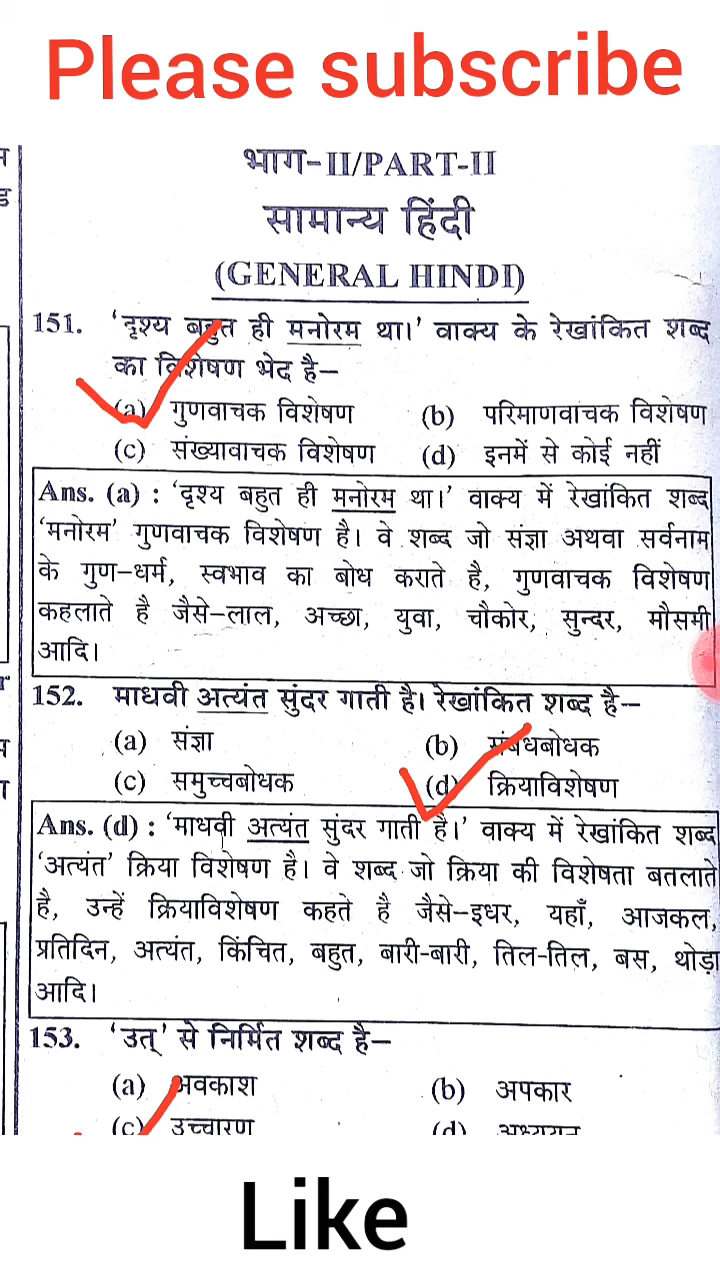 Please subscribe
भाग-II/PART-II
सामान्य हिंदी
(GENERAL HINDI)
151. 'दृश्य बहुत ही मनोरम था।' वाक्य के रेखांकित शब्द
का विशेषण भेद है–
(a) गुणवाचक विशेषण (b) परिमाणवाचक विशेषण
(c) संख्यावाचक विशेषण (d) इनमें से कोई नहीं
Ans. (a) : 'दृश्य बहुत ही मनोरम था।' वाक्य में रेखांकित शब्द
'मनोरम' गुणवाचक विशेषण है। वे शब्द जो संज्ञा अथवा सर्वनाम
के गुण-धर्म, स्वभाव का बोध कराते है, गुणवाचक विशेषण
कहलाते है जैसे–लाल, अच्छा, युवा, चौकोर, सुन्दर, मौसमी
आदि।
152. माधवी अत्यंत सुंदर गाती है। रेखांकित शब्द है–
(a) संज्ञा (b) संबंधबोधक
(c) समुच्चबोधक (d) क्रियाविशेषण
Ans. (d) : 'माधवी अत्यंत सुंदर गाती है।' वाक्य में रेखांकित शब्द
'अत्यंत' क्रिया विशेषण है। वे शब्द जो क्रिया की विशेषता बतलाते
है, उन्हें क्रियाविशेषण कहते है जैसे–इधर, यहाँ, आजकल,
प्रतिदिन, अत्यंत, किंचित, बहुत, बारी-बारी, तिल-तिल, बस, थोड़ा
आदि।
153. 'उत्' से निर्मित शब्द है–
(a) अवकाश (b) अपकार
(c) उच्चारण (d) अध्ययन
Like